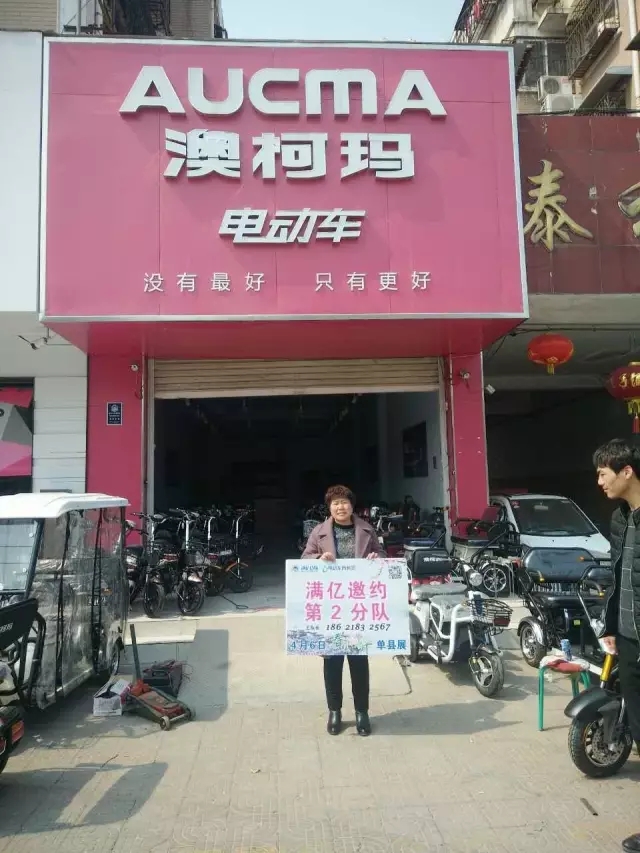 AUCMA
澳柯玛
电动车
没有最好 只有更好
泰
满亿邀约
第2分队
186 2183 2567
4月6日 单县展